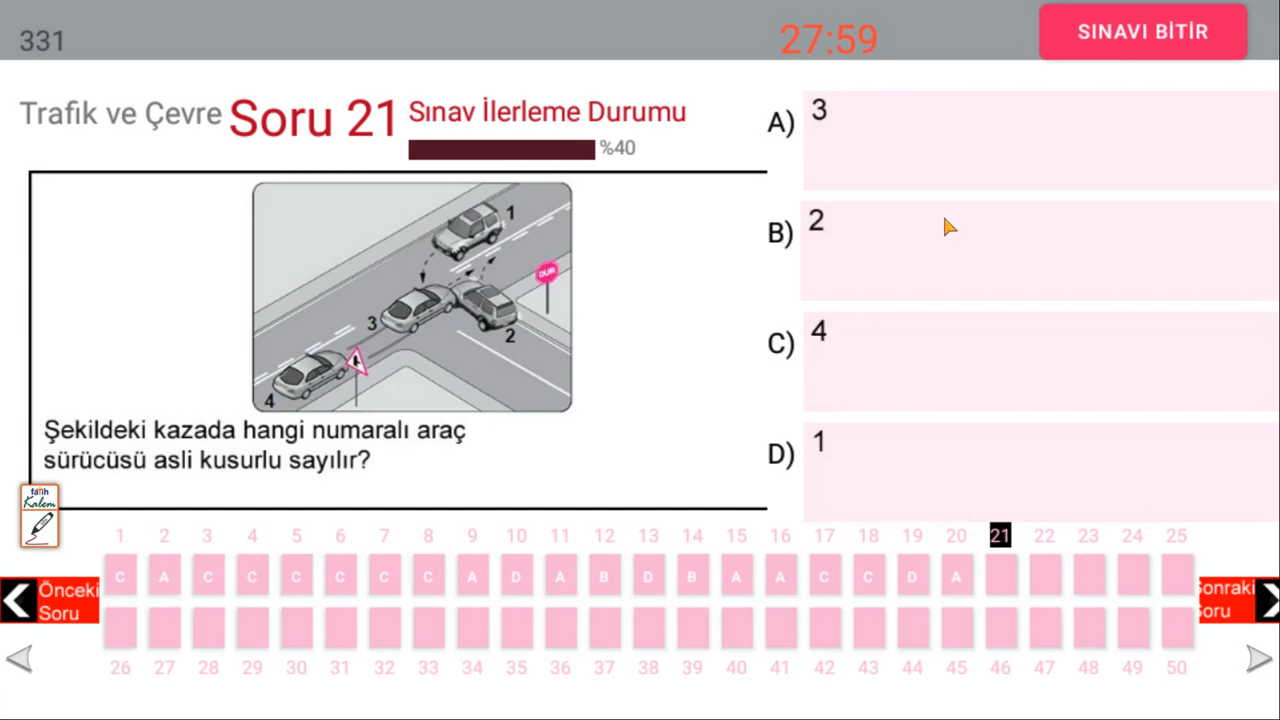 331
27:59
SINAVI BİTİR
Trafik ve Çevre
Soru 21
Sınav İlerleme Durumu
%40
1
DUR
3
2
4
Şekildeki kazada hangi numaralı araç
sürücüsü asli kusurlu sayılır?
A) 3
B) 2
C) 4
D) 1
fatih
Kalem
1 2 3 4 5 6 7 8 9 10 11 12 13 14 15 16 17 18 19 20 21 22 23 24 25
C A C C C C C C A D A B D B A A C C D A
Önceki
Soru
Sonraki
Soru
26 27 28 29 30 31 32 33 34 35 36 37 38 39 40 41 42 43 44 45 46 47 48 49 50